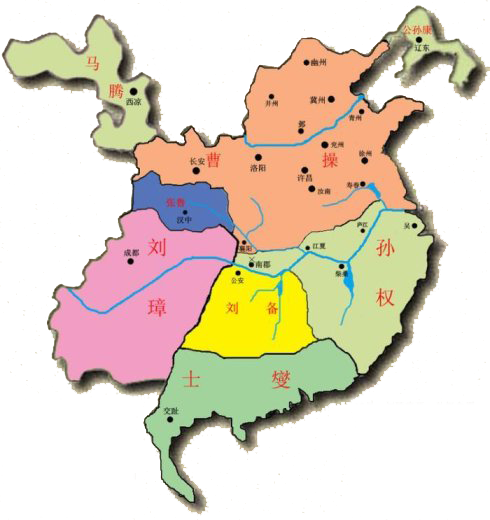 公孙康
辽东
马
腾
西凉
幽州
并州
冀州
青州
邺
兖州
曹
操
长安
洛阳
徐州
许昌
汝南
寿春
张鲁
汉中
庐江
吴
刘
璋
成都
襄阳
江夏
孙
权
南郡
柴桑
公安
刘
备
士
燮
交趾